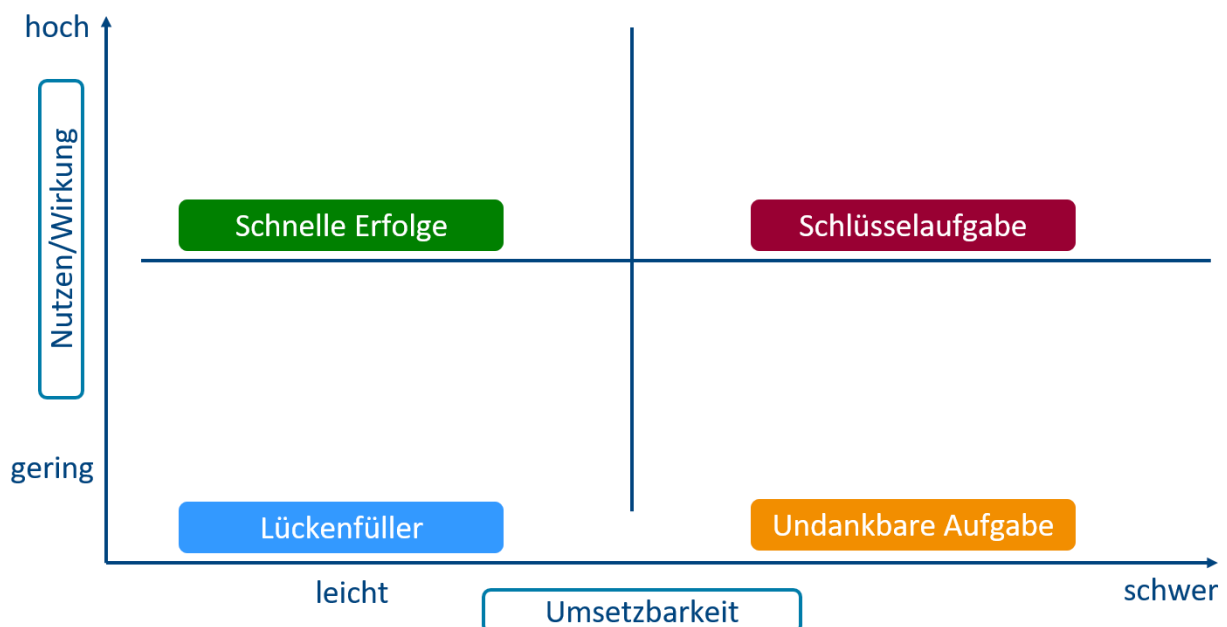 hoch
Nutzen/Wirkung
Schnelle Erfolge
Schlüsselaufgabe
gering
Lückenfüller
Undankbare Aufgabe
leicht
schwer
Umsetzbarkeit